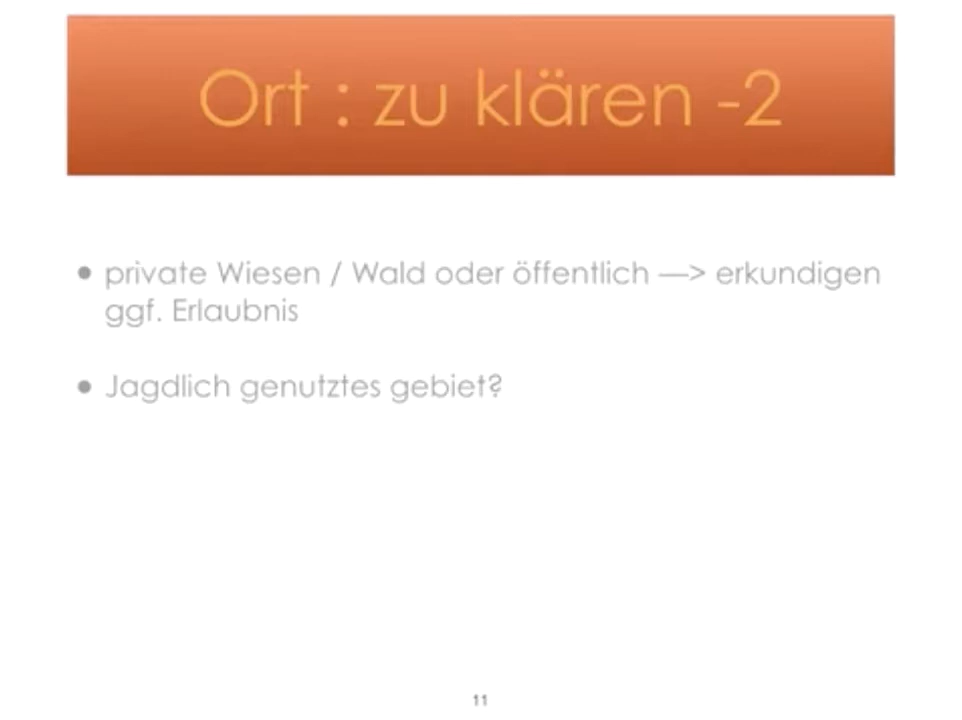 Ort : zu klären -2
• private Wiesen / Wald oder öffentlich —> erkundigen
ggf. Erlaubnis
• Jagdlich genutztes gebiet?
11